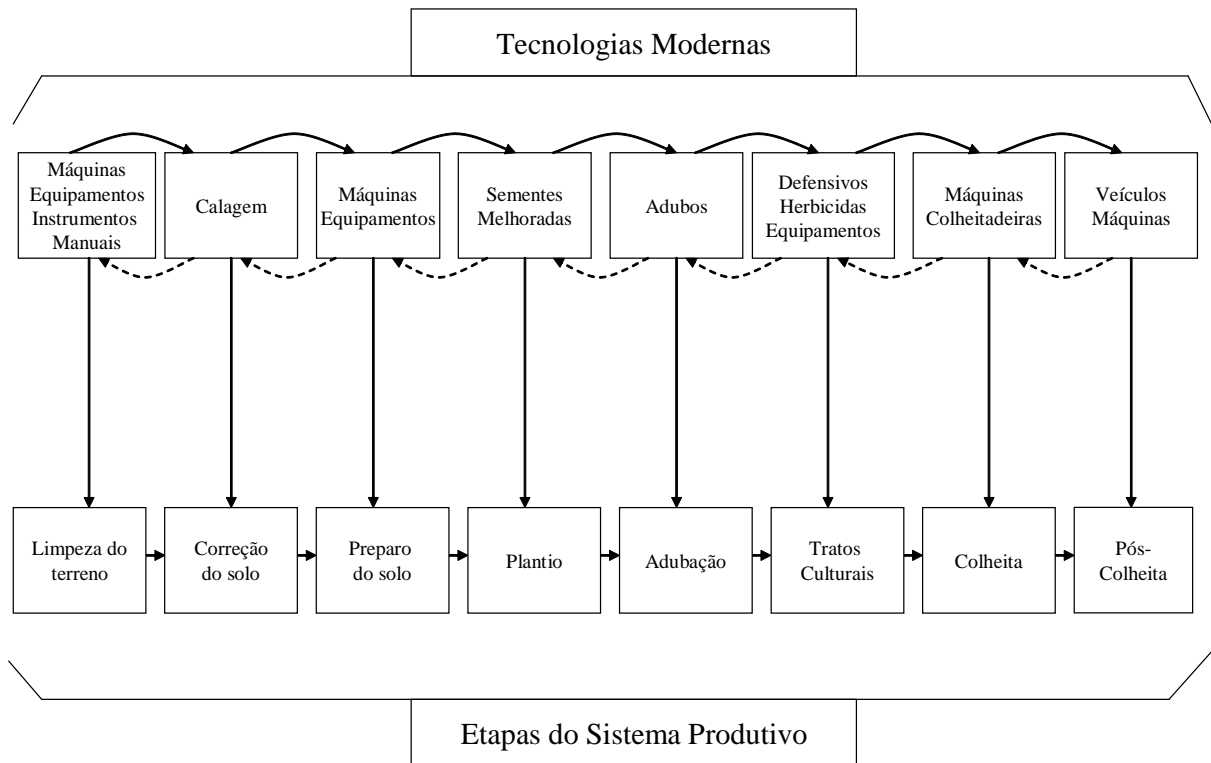 Tecnologias Modernas
Máquinas
Equipamentos
Instrumentos
Manuais
Calagem
Máquinas
Equipamentos
Sementes
Melhoradas
Adubos
Defensivos
Herbicidas
Equipamentos
Máquinas
Colheitadeiras
Veículos
Máquinas
Limpeza do
terreno
Correção
do solo
Preparo
do solo
Plantio
Adubação
Tratos
Culturais
Colheita
Pós-
Colheita
Etapas do Sistema Produtivo